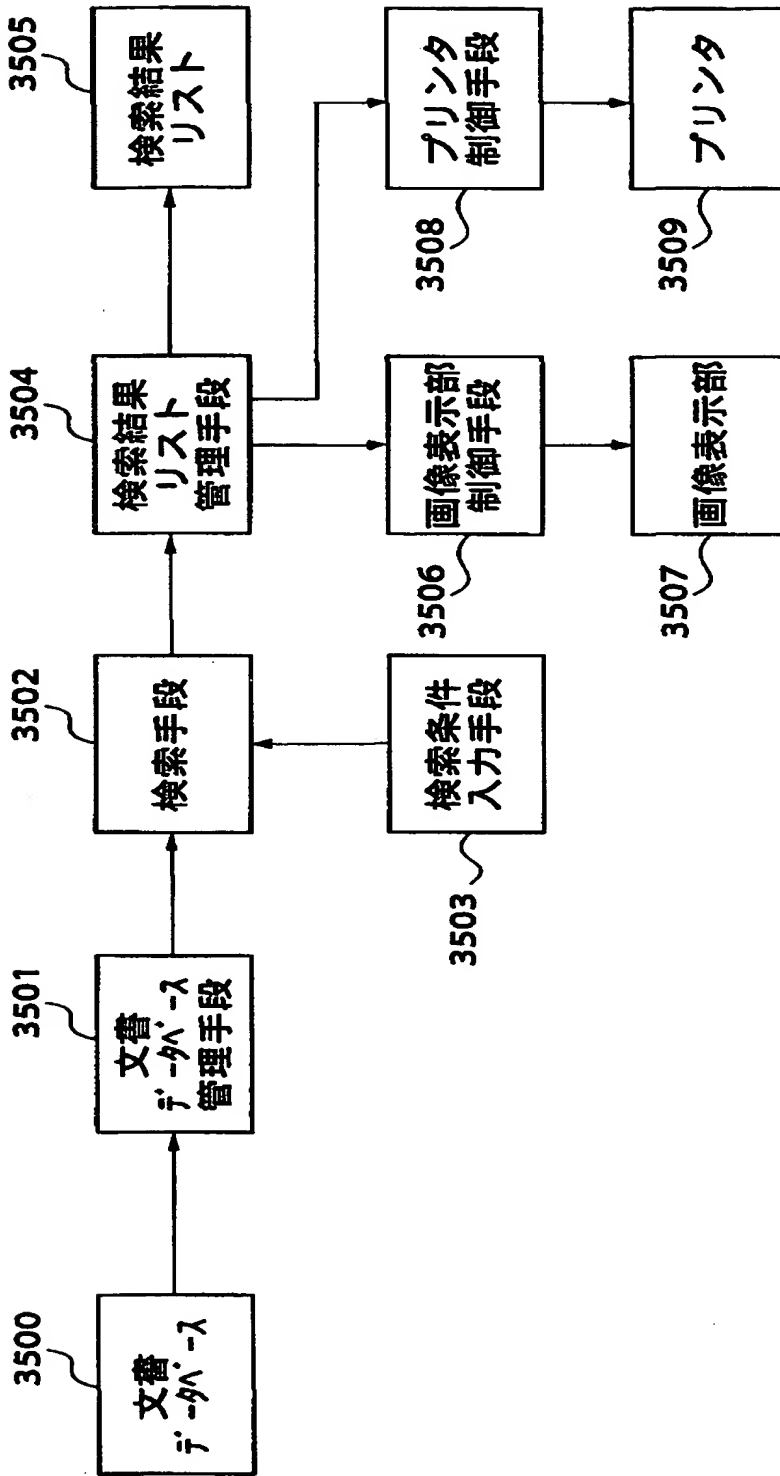 3500
文書
ﾃﾞｰﾀﾍﾞｰｽ
3501
文書
ﾃﾞｰﾀﾍﾞｰｽ
管理手段
3502
検索手段
3503
検索条件
入力手段
3504
検索結果
リスト
管理手段
3505
検索結果
リスト
3506
画像表示部
制御手段
3507
画像表示部
3508
プリンタ
制御手段
3509
プリンタ